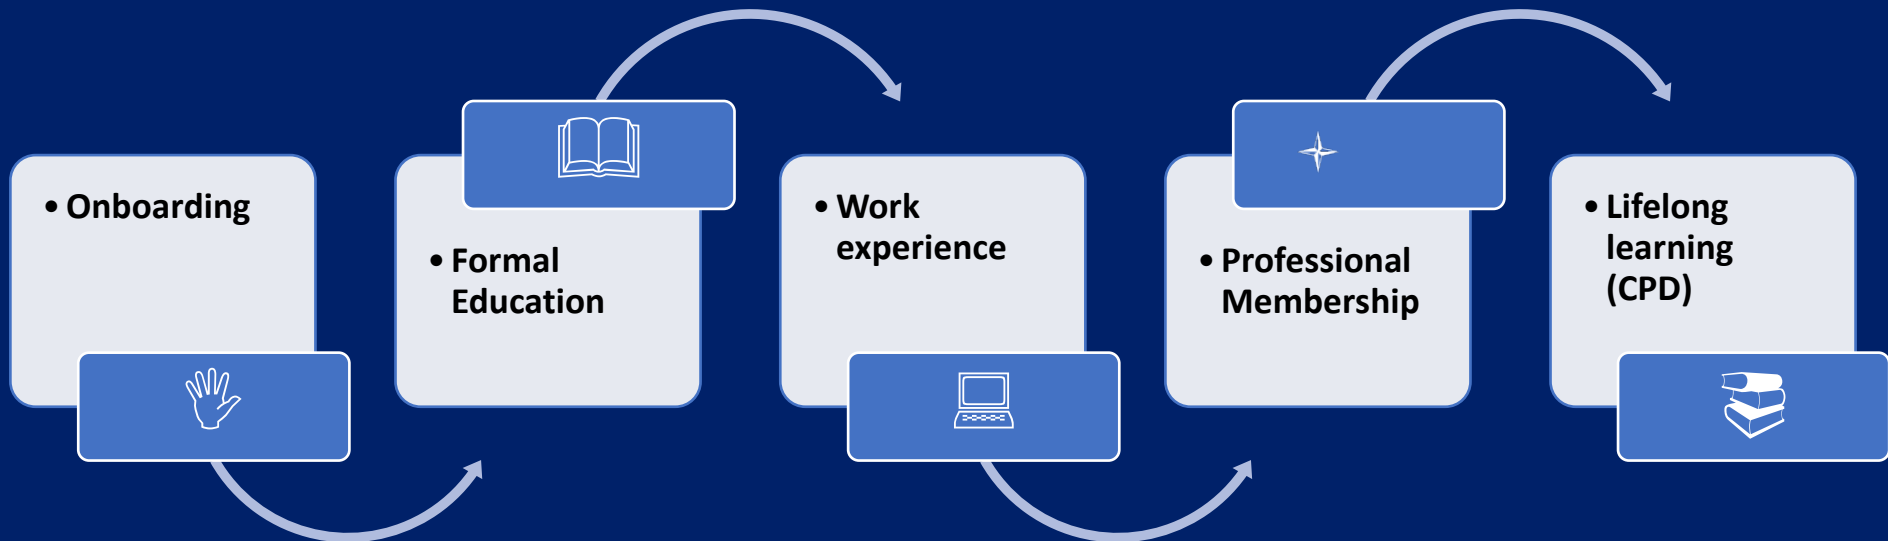 • Onboarding
• Formal
Education
• Work
experience
• Professional
Membership
• Lifelong
learning
(CPD)